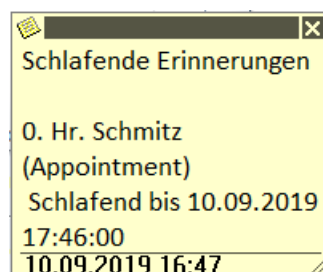 Schlafende Erinnerungen
0. Hr. Schmitz
(Appointment)
Schlafend bis 10.09.2019
17:46:00
10.09.2019 16:47